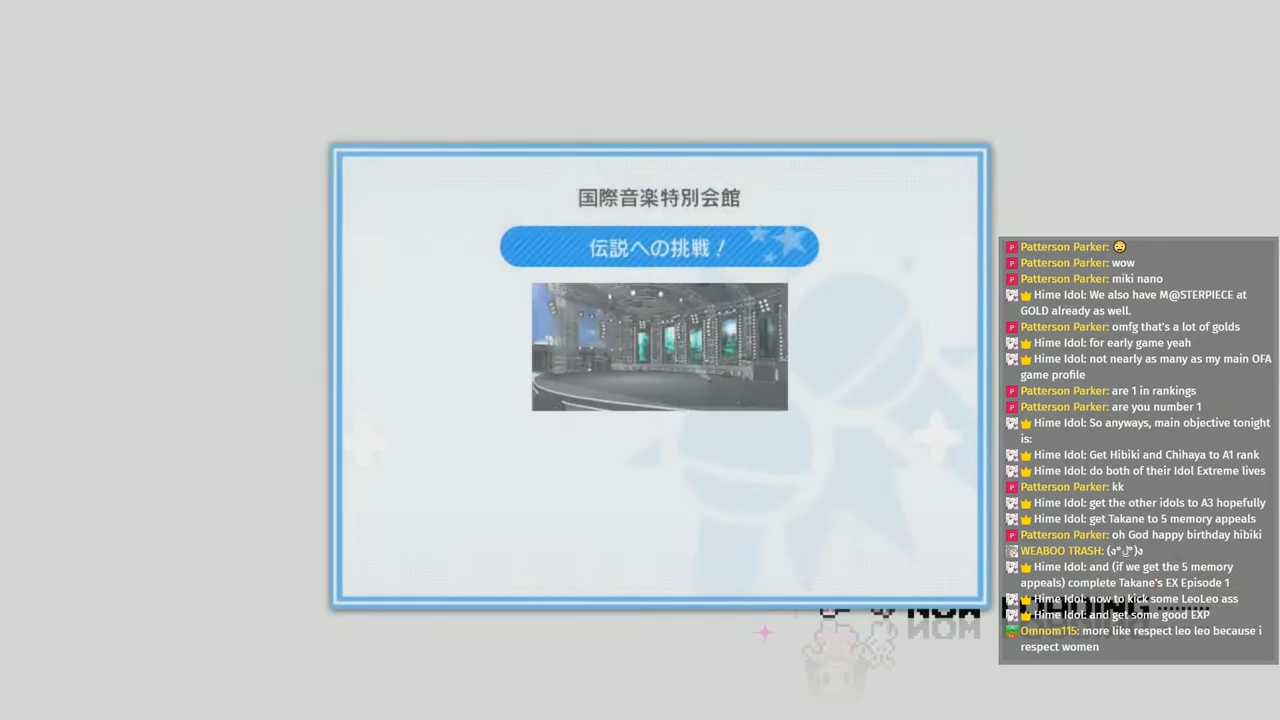 国際音楽特別会館
伝説への挑戦！
Patterson Parker:
Patterson Parker: wow
Patterson Parker: miki nano
Hime Idol: We also have M@STERPIECE at
GOLD already as well.
Patterson Parker: omfg that's a lot of golds
Hime Idol: for early game yeah
Hime Idol: not nearly as many as my main OFA
game profile
Patterson Parker: are 1 in rankings
Patterson Parker: are you number 1
Hime Idol: So anyways, main objective tonight
is:
Hime Idol: Get Hibiki and Chihaya to A1 rank
Hime Idol: do both of their Idol Extreme lives
Patterson Parker: kk
Hime Idol: get the other idols to A3 hopefully
Hime Idol: get Takane to 5 memory appeals
Patterson Parker: oh God happy birthday hibiki
WEABOO TRASH:
Hime Idol: and (if we get the 5 memory
appeals) complete Takane's EX Episode 1
Hime Idol: now to kick some LeoLeo ass
Hime Idol: and get some good EXP
Omnom115: more like respect leo leo because i
respect women
NOW LOADING